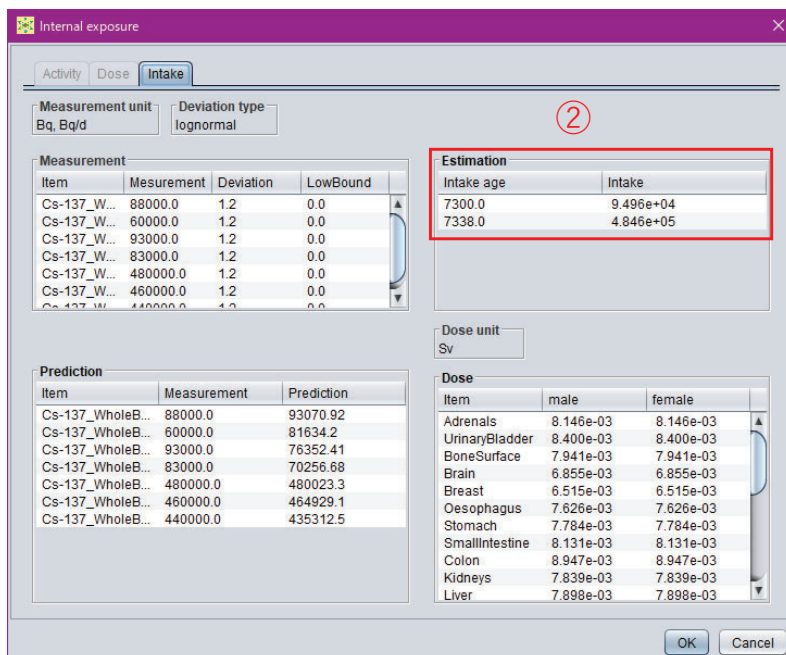 Internal exposure
Activity Dose Intake
Measurement unit
Bq, Bq/d
Deviation type
lognormal
②
Measurement
Item Mesurement Deviation LowBound
Cs-137_W... 88000.0 1.2 0.0
Cs-137_W... 60000.0 1.2 0.0
Cs-137_W... 93000.0 1.2 0.0
Cs-137_W... 83000.0 1.2 0.0
Cs-137_W... 480000.0 1.2 0.0
Cs-137_W... 460000.0 1.2 0.0
Cs-137_W... 440000.0 1.2 0.0
Estimation
Intake age Intake
7300.0 9.496e+04
7338.0 4.846e+05
Dose unit
Sv
Prediction
Item Measurement Prediction
Cs-137_WholeB... 88000.0 93070.92
Cs-137_WholeB... 60000.0 81634.2
Cs-137_WholeB... 93000.0 76352.41
Cs-137_WholeB... 83000.0 70256.68
Cs-137_WholeB... 480000.0 480023.3
Cs-137_WholeB... 460000.0 464929.1
Cs-137_WholeB... 440000.0 435312.5
Dose
Item male female
Adrenals 8.146e-03 8.146e-03
UrinaryBladder 8.400e-03 8.400e-03
BoneSurface 7.941e-03 7.941e-03
Brain 6.855e-03 6.855e-03
Breast 6.515e-03 6.515e-03
Oesophagus 7.626e-03 7.626e-03
Stomach 7.784e-03 7.784e-03
SmallIntestine 8.131e-03 8.131e-03
Colon 8.947e-03 8.947e-03
Kidneys 7.839e-03 7.839e-03
Liver 7.898e-03 7.898e-03
OK Cancel